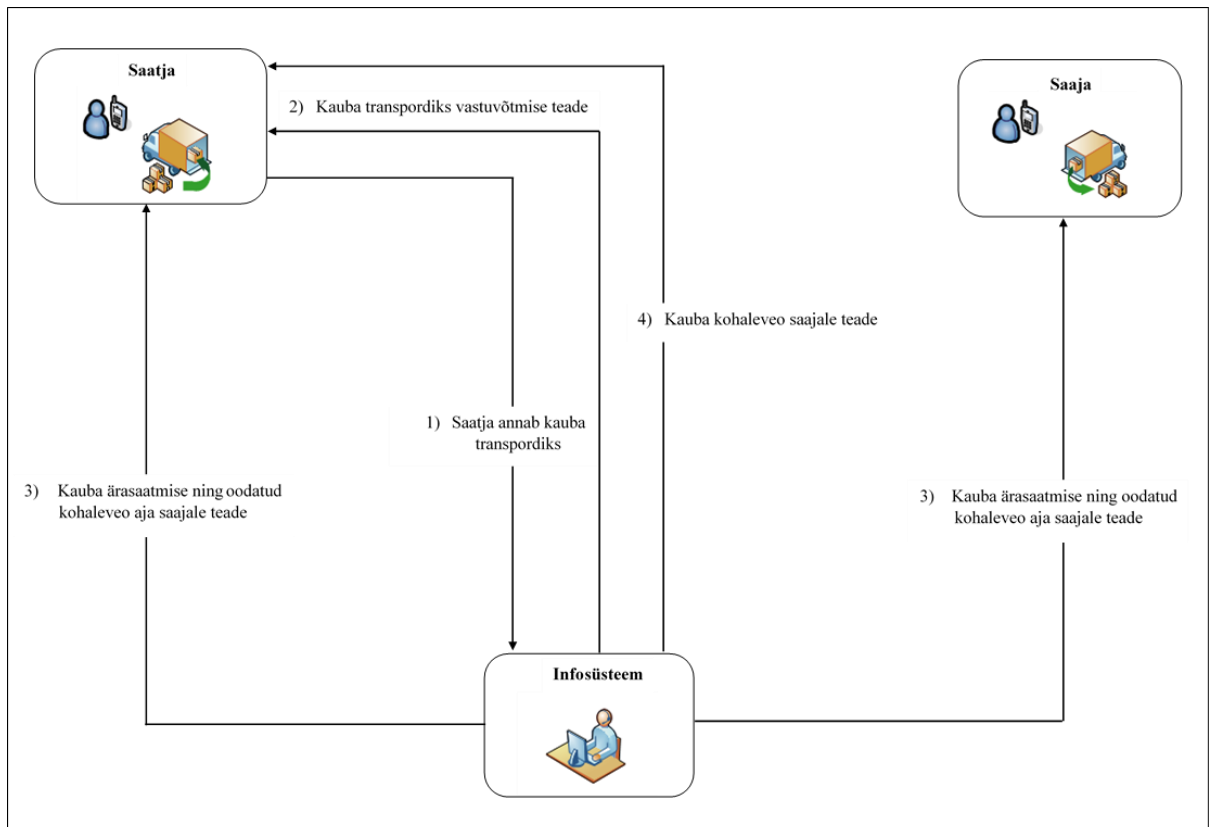 Saatja
Saaja
2) Kauba transpordiks vastuvõtmise teade
4) Kauba kohaleveo saajale teade
1) Saatja annab kauba
transpordiks
3) Kauba ärasaatmise ning oodatud
kohaleveo aja saajale teade
3) Kauba ärasaatmise ning oodatud
kohaleveo aja saajale teade
Infosüsteem